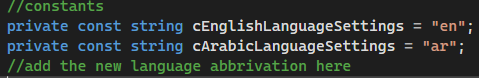 //constants
private const string cEnglishLanguageSettings = "en";
private const string cArabicLanguageSettings = "ar";
//add the new language abbrivation here